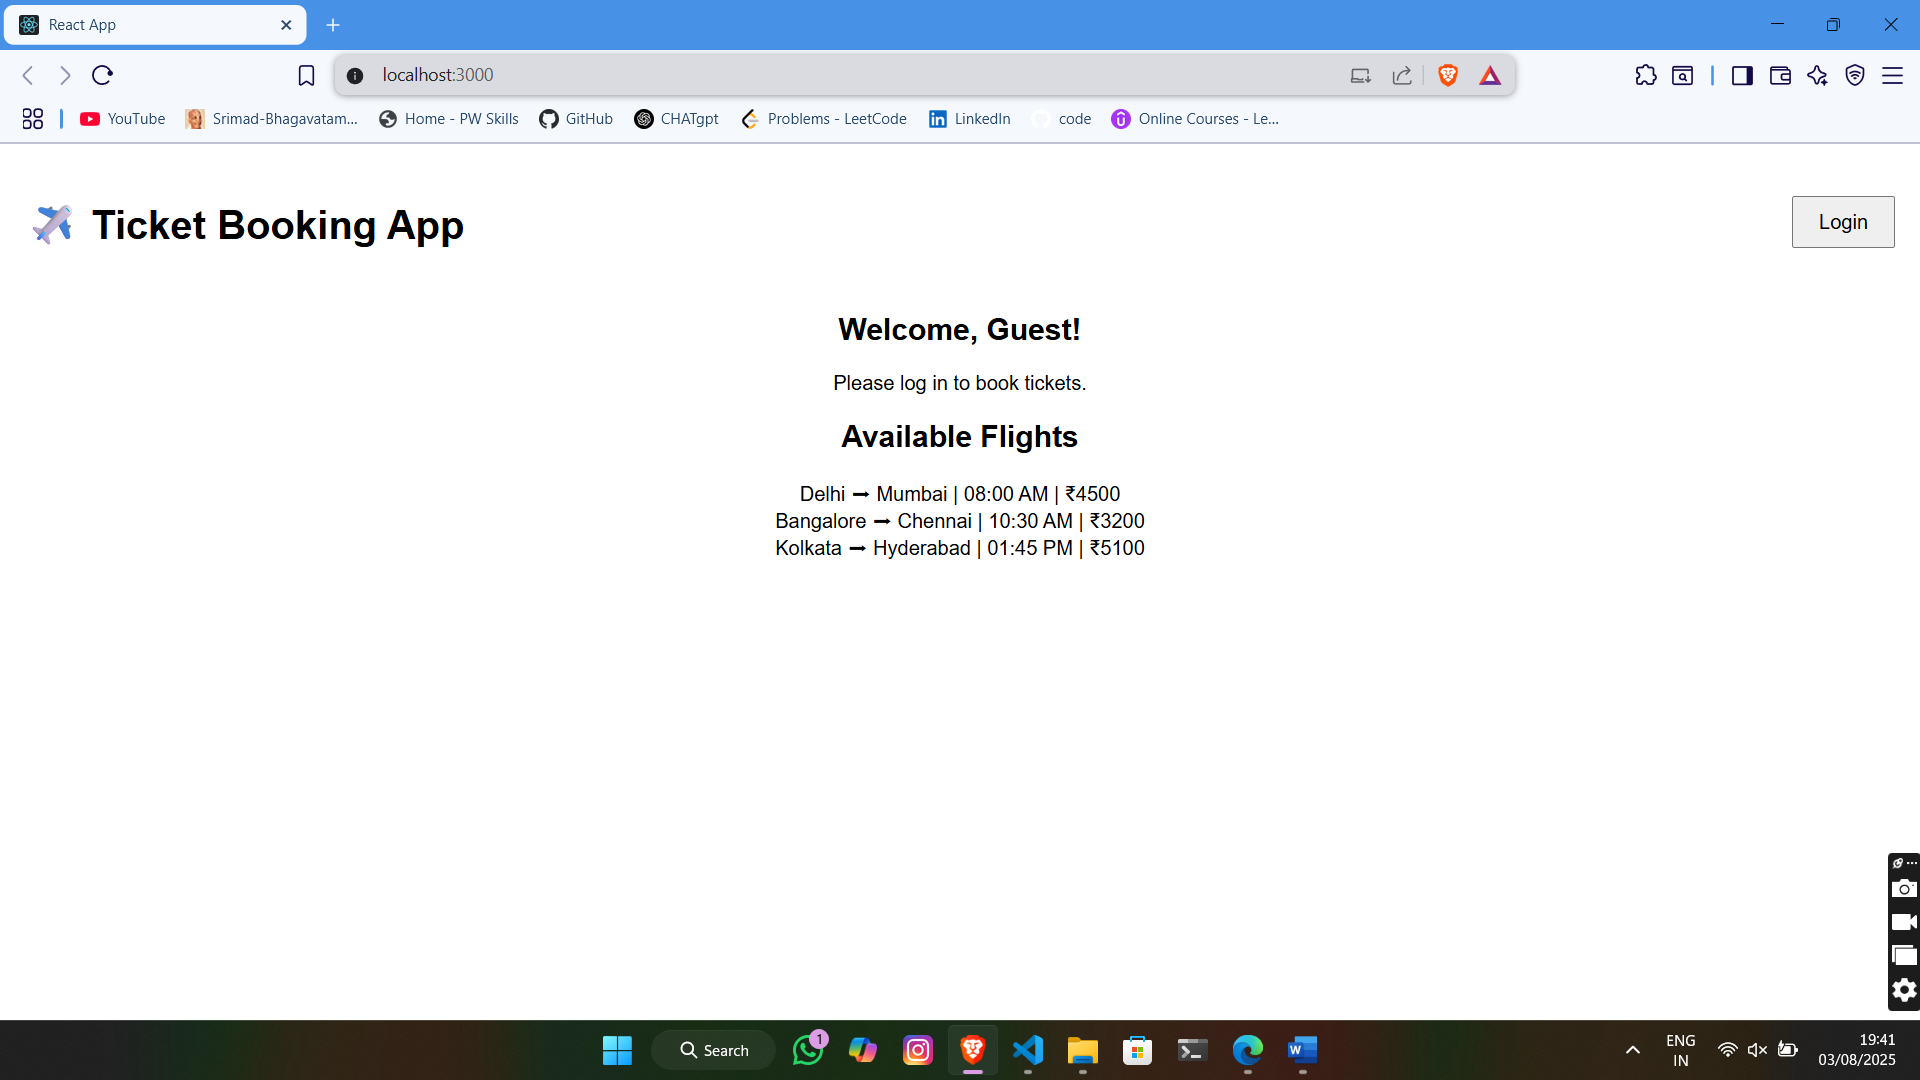 React App
localhost:3000
YouTube
Srimad-Bhagavatam...
Home - PW Skills
GitHub
CHATgpt
Problems - LeetCode
LinkedIn
code
Online Courses - Le...
Ticket Booking App
Login
Welcome, Guest!
Please log in to book tickets.
Available Flights
Delhi ➡ Mumbai | 08:00 AM | ₹4500
Bangalore ➡ Chennai | 10:30 AM | ₹3200
Kolkata ➡ Hyderabad | 01:45 PM | ₹5100
Search
1
ENG
IN
19:41
03/08/2025